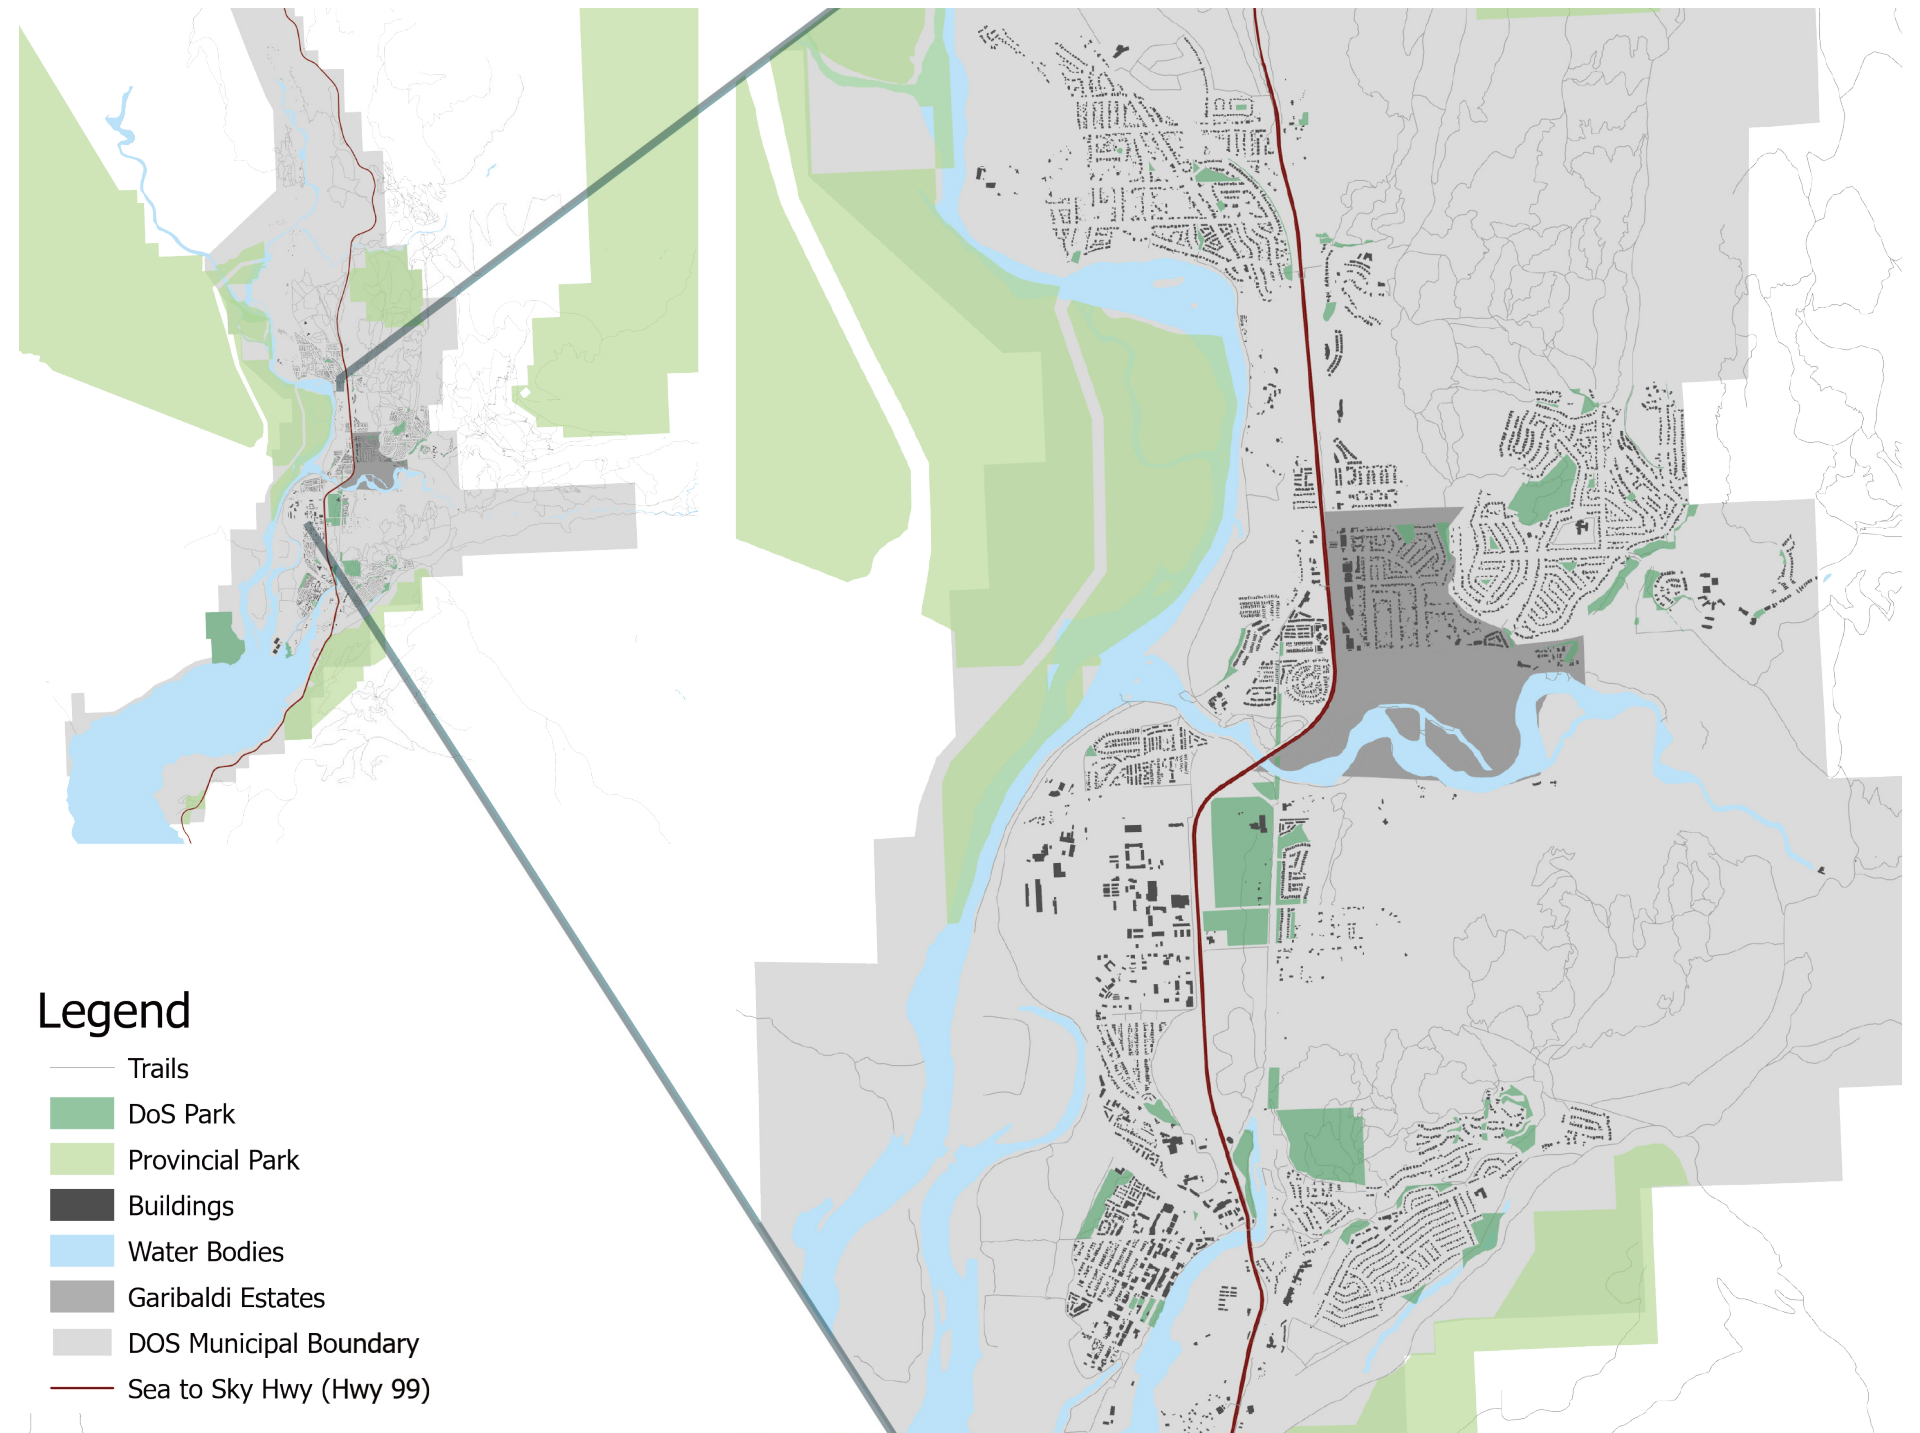 Legend
Trails
DoS Park
Provincial Park
Buildings
Water Bodies
Garibaldi Estates
DOS Municipal Boundary
Sea to Sky Hwy (Hwy 99)